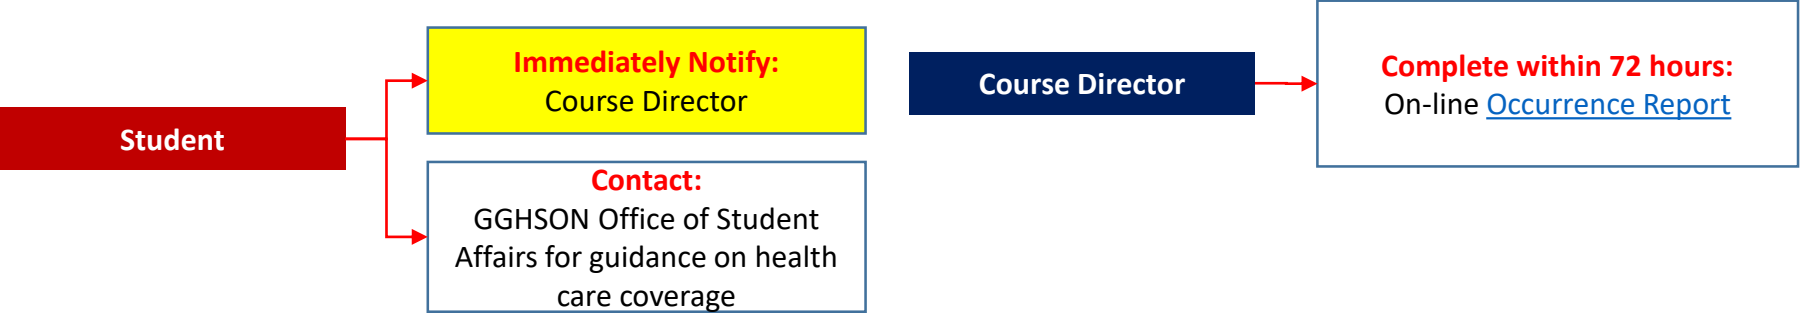 Student
Immediately Notify:
Course Director
Contact:
GGHSON Office of Student
Affairs for guidance on health
care coverage
Course Director
Complete within 72 hours:
On-line Occurrence Report